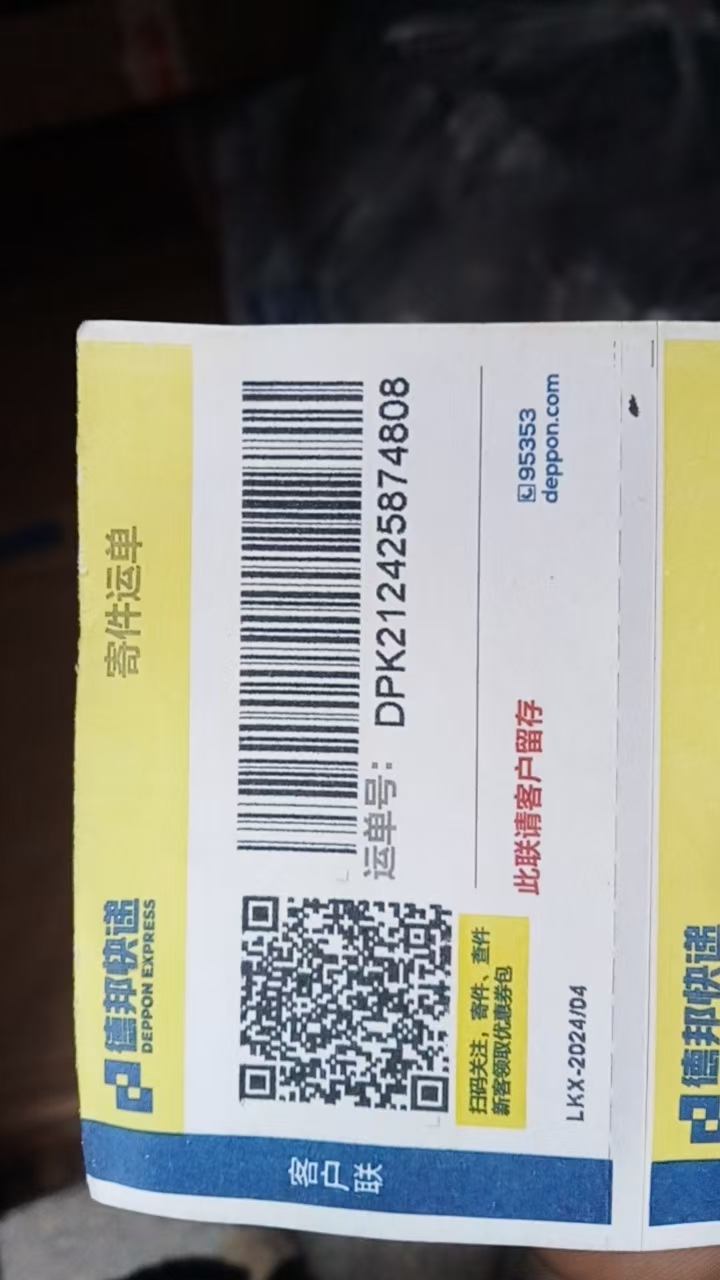 德邦快递
DEPPON EXPRESS
寄件运单
客户联
运单号：DPK212425874808
扫码关注，寄件、查件
新客领取优惠券包
此联请客户留存
95353
deppon.com
LKX-2024/04
德邦快递